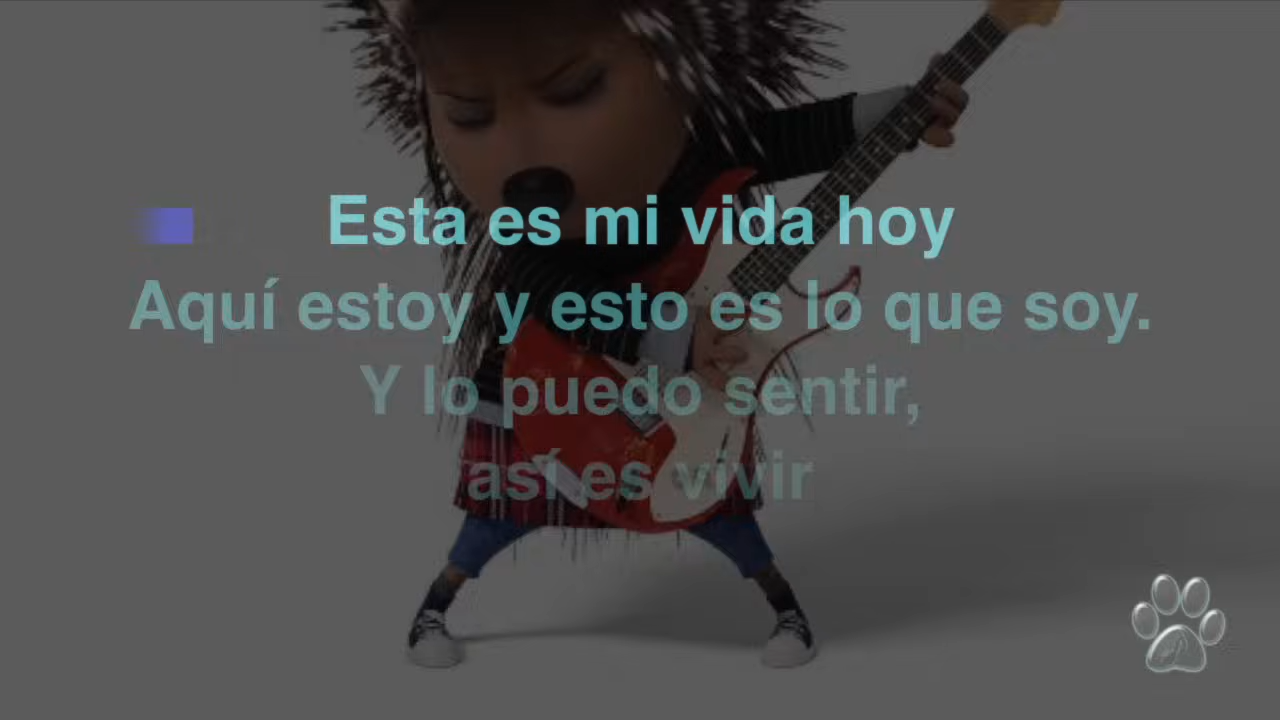 Esta es mi vida hoy
Aquí estoy y esto es lo que soy.
Y lo puedo sentir,
así es vivir